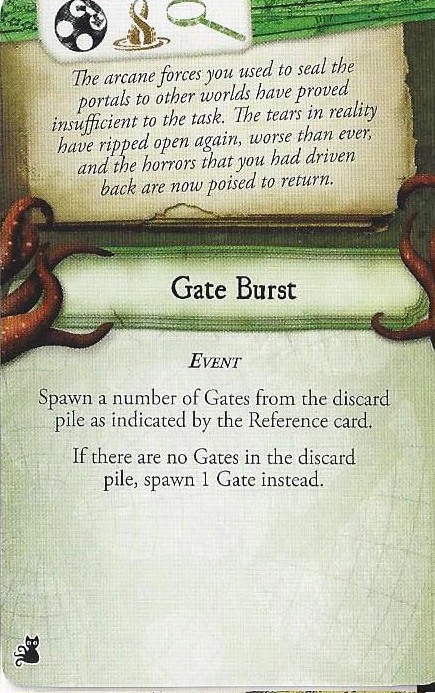 The arcane forces you used to seal the
portals to other worlds have proved
insufficient to the task. The tears in reality
have ripped open again, worse than ever,
and the horrors that you had driven
back are now poised to return.
Gate Burst
EVENT
Spawn a number of Gates from the discard
pile as indicated by the Reference card.
If there are no Gates in the discard
pile, spawn 1 Gate instead.